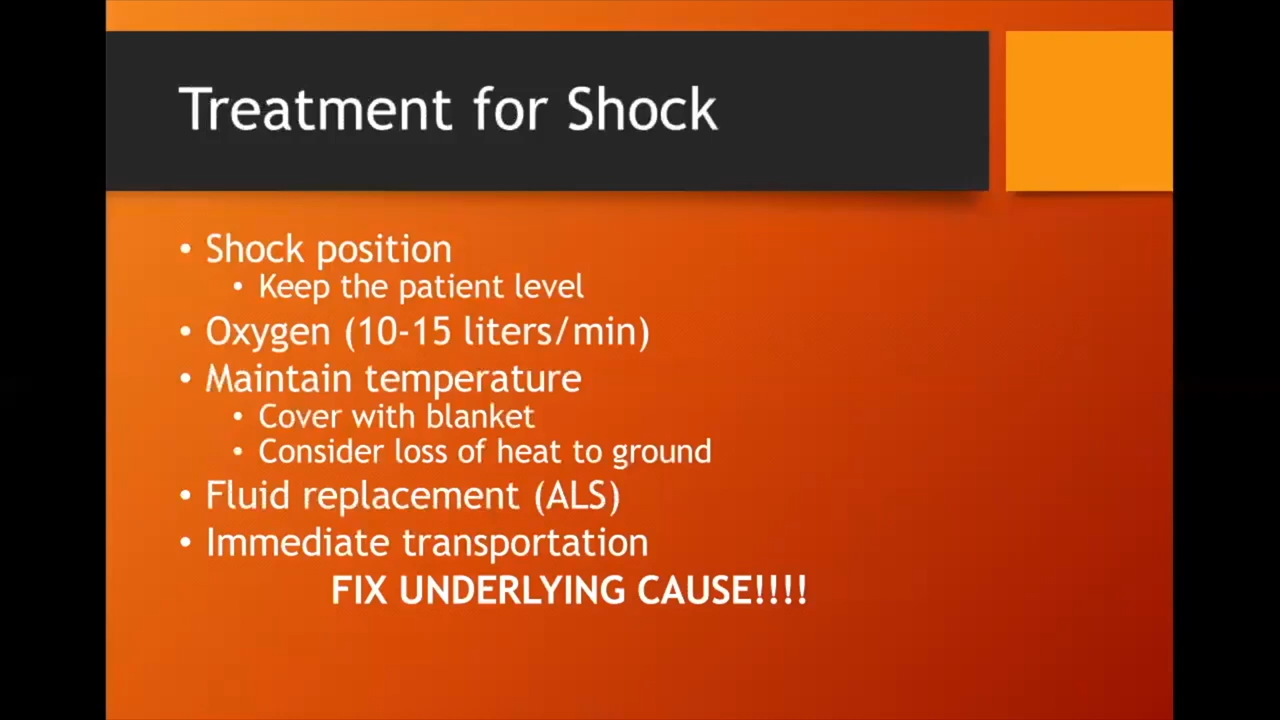 Treatment for Shock
• Shock position
• Keep the patient level
• Oxygen (10-15 liters/min)
• Maintain temperature
• Cover with blanket
• Consider loss of heat to ground
• Fluid replacement (ALS)
• Immediate transportation
FIX UNDERLYING CAUSE!!!!